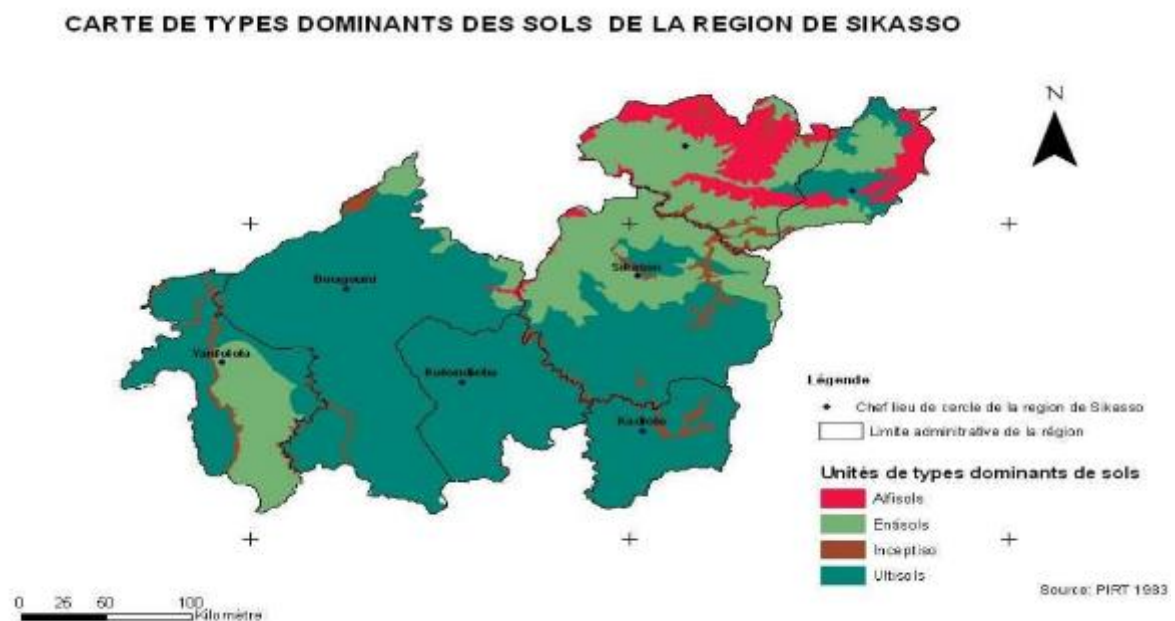 CARTE DE TYPES DOMINANTS DES SOLS DE LA REGION DE SIKASSO
N
Sikasso
Bougouni
Yanfolila
Kolondieba
Kadiolo
Légende
Chef lieu de cercle de la region de Sikasso
Limite adminitrative de la région
Unités de types dominants de sols
Alfisols
Entisols
Inceptiso
Ultisols
Source: PIRT 1983
0 25 50 100
Kilomètre